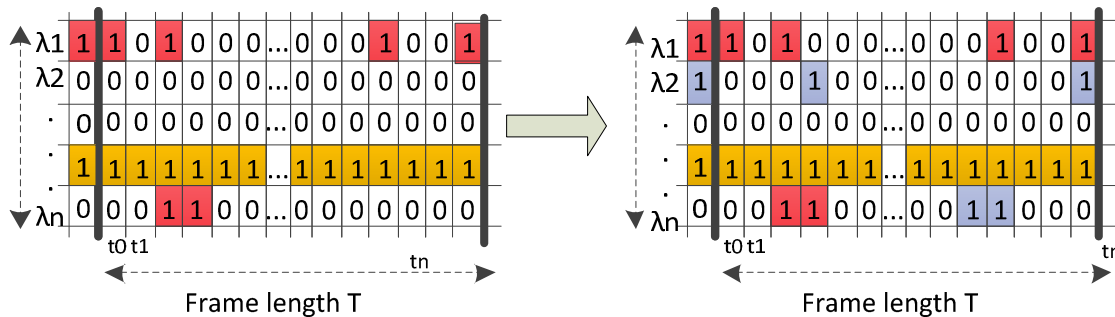 λ1 1 1 0 1 0 0 0 ... 0 0 0 1 0 0 1
λ2 0 0 0 0 0 0 0 ... 0 0 0 0 0 0 0
. 0 0 0 0 0 0 0 ... 0 0 0 0 0 0 0
. 1 1 1 1 1 1 1 ... 1 1 1 1 1 1 1
.
λn 0 0 0 1 1 0 0 ... 0 0 0 0 0 0 0
t0 t1
tn
Frame length T
λ1 1 1 0 1 0 0 0 ... 0 0 0 1 0 0 1
λ2 1 0 0 0 1 0 0 ... 0 0 0 0 0 0 1
. 0 0 0 0 0 0 0 ... 0 0 0 0 0 0 0
. 1 1 1 1 1 1 1 ... 1 1 1 1 1 1 1
.
λn 0 0 0 1 1 0 0 ... 0 0 1 1 0 0 0
t0 t1
tn
Frame length T